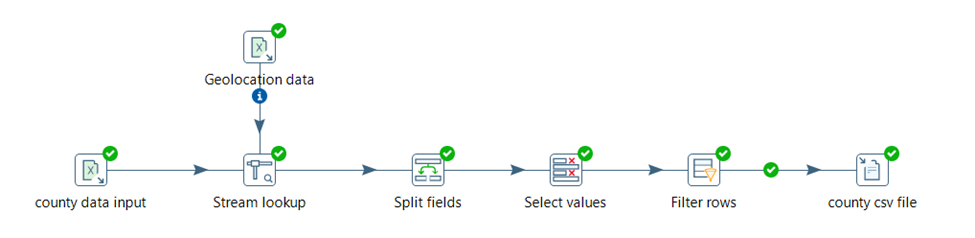 Geolocation data
county data input
Stream lookup
Split fields
Select values
Filter rows
county csv file